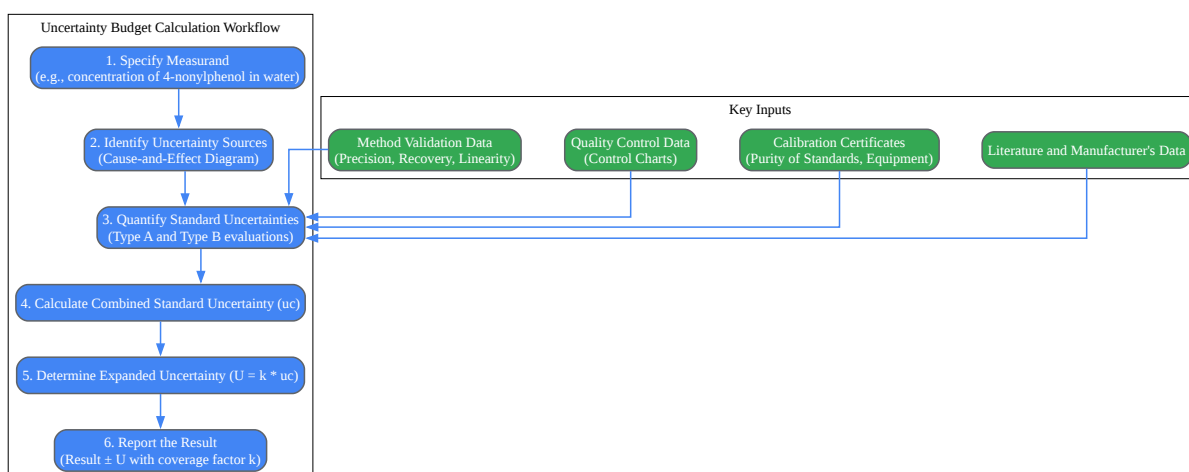 Uncertainty Budget Calculation Workflow
1. Specify Measurand
(e.g., concentration of 4-nonylphenol in water)
2. Identify Uncertainty Sources
(Cause-and-Effect Diagram)
3. Quantify Standard Uncertainties
(Type A and Type B evaluations)
4. Calculate Combined Standard Uncertainty (uc)
5. Determine Expanded Uncertainty (U = k * uc)
6. Report the Result
(Result ± U with coverage factor k)
Key Inputs
Method Validation Data
(Precision, Recovery, Linearity)
Quality Control Data
(Control Charts)
Calibration Certificates
(Purity of Standards, Equipment)
Literature and Manufacturer's Data